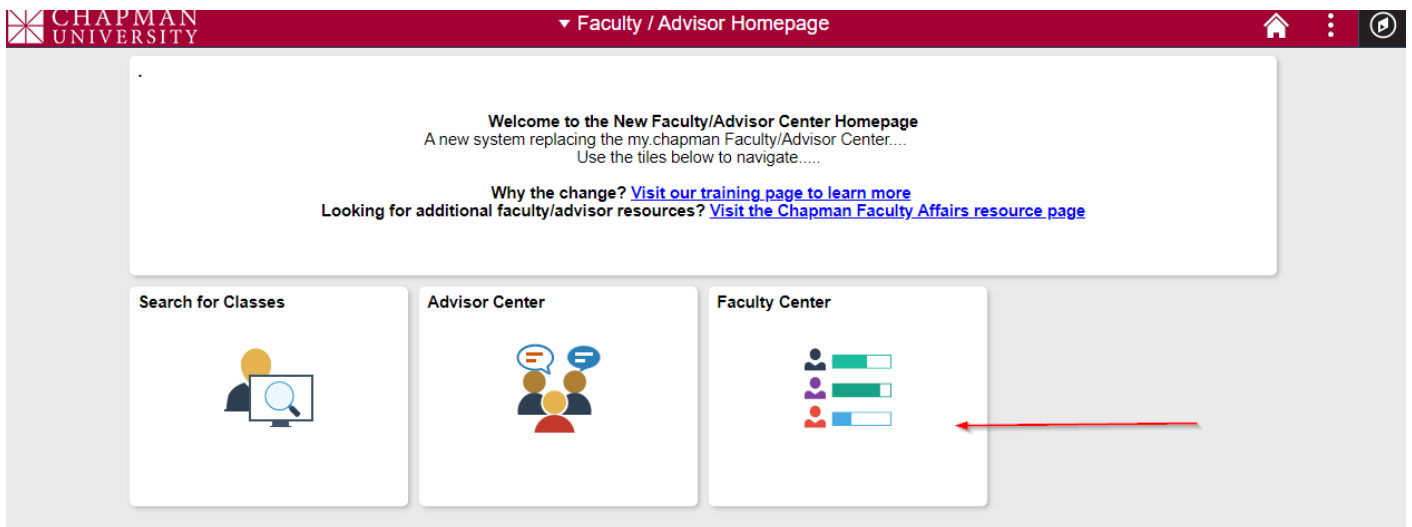 CHAPMAN
UNIVERSITY
Faculty / Advisor Homepage
.
Welcome to the New Faculty/Advisor Center Homepage
A new system replacing the my.chapman Faculty/Advisor Center....
Use the tiles below to navigate.....
Why the change? Visit our training page to learn more
Looking for additional faculty/advisor resources? Visit the Chapman Faculty Affairs resource page
Search for Classes
Advisor Center
Faculty Center